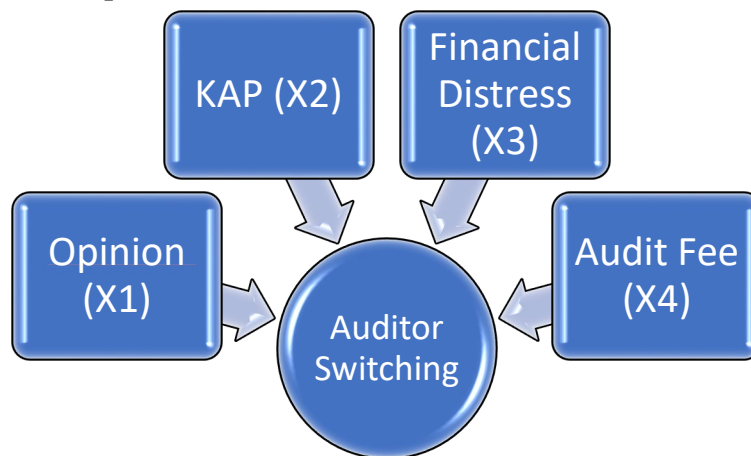 Opinion
(X1)
KAP (X2)
Financial
Distress
(X3)
Audit Fee
(X4)
Auditor
Switching